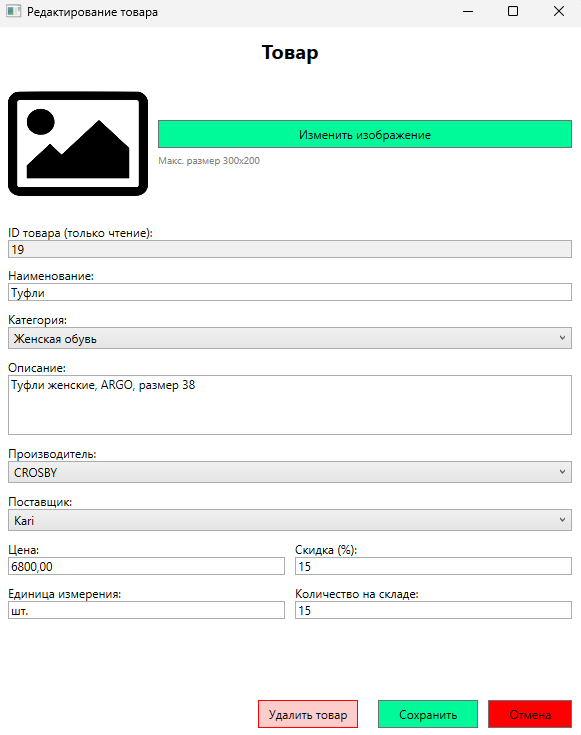 Редактирование товара
Товар
Изменить изображение
Макс. размер 300x200
ID товара (только чтение):
19
Наименование:
Туфли
Категория:
Женская обувь
Описание:
Туфли женские, ARGO, размер 38
Производитель:
CROSBY
Поставщик:
Kari
Цена: Скидка (%):
6800,00 15
Единица измерения: Количество на складе:
шт. 15
Удалить товар Сохранить Отмена